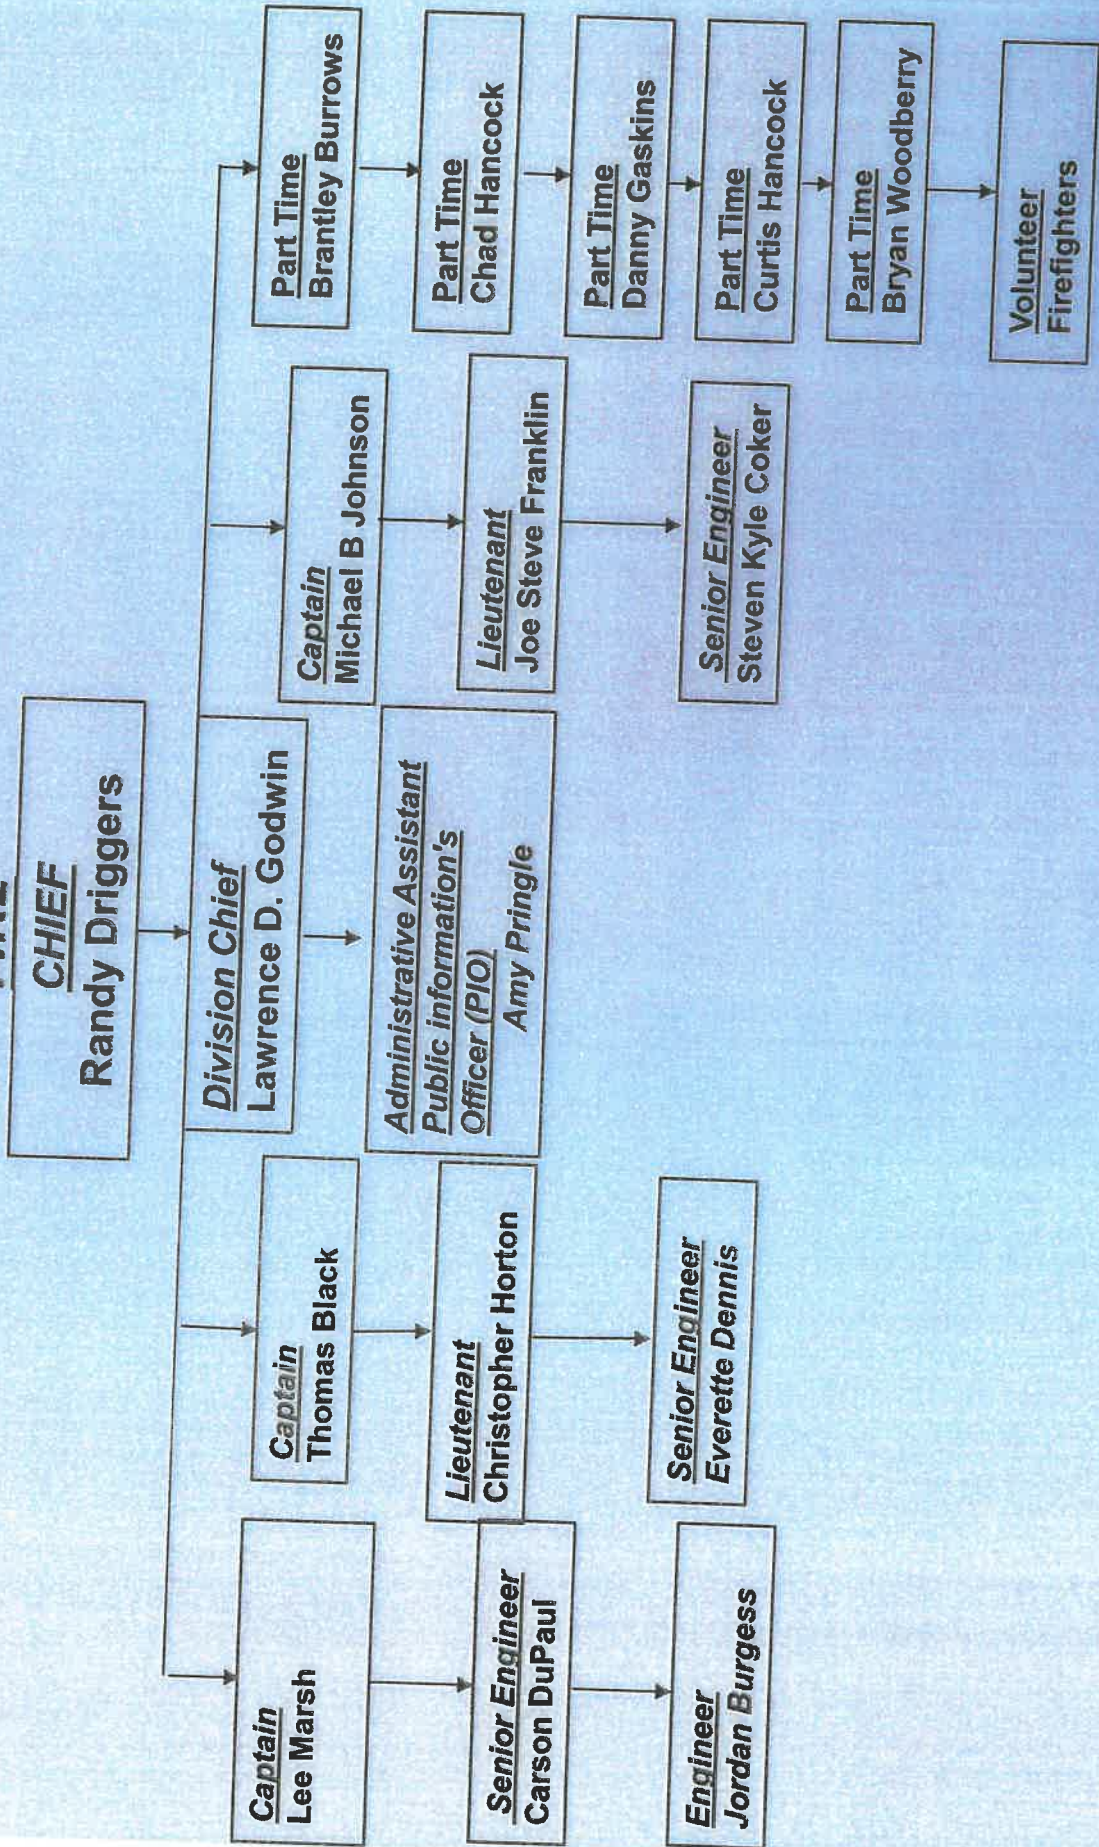 CHIEF
Randy Driggers
Division Chief
Lawrence D. Godwin
Administrative Assistant
Public information's
Officer (PIO)
Amy Pringle
Captain
Lee Marsh
Senior Engineer
Carson DuPaul
Engineer
Jordan Burgess
Captain
Thomas Black
Lieutenant
Christopher Horton
Senior Engineer
Everette Dennis
Captain
Michael B Johnson
Lieutenant
Joe Steve Franklin
Senior Engineer
Steven Kyle Coker
Part Time
Brantley Burrows
Part Time
Chad Hancock
Part Time
Danny Gaskins
Part Time
Curtis Hancock
Part Time
Bryan Woodberry
Volunteer
Firefighters